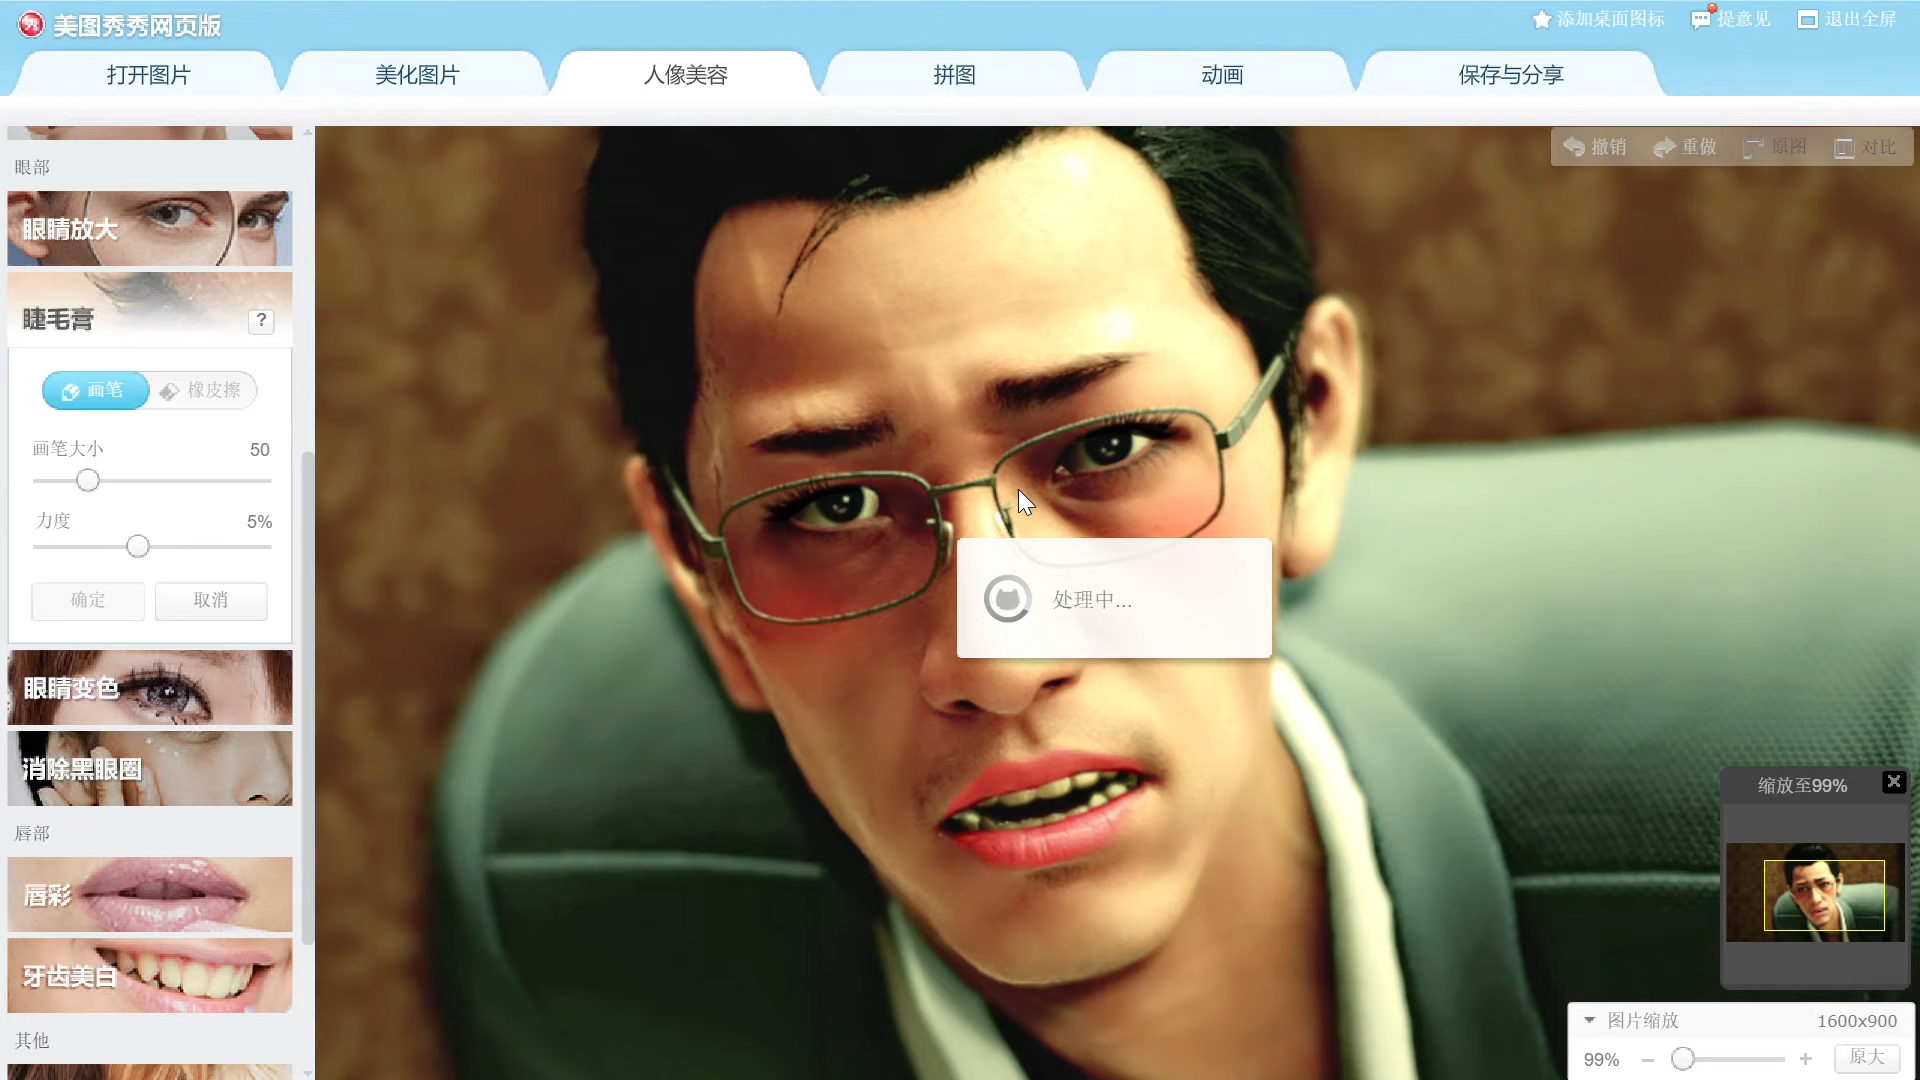 美图秀秀网页版
添加桌面图标
提意见
退出全屏
打开图片
美化图片
人像美容
拼图
动画
保存与分享
撤销
重做
原图
对比
眼部
眼睛放大
睫毛膏
?
画笔
橡皮擦
画笔大小
50
力度
5%
确定
取消
处理中...
眼睛变色
消除黑眼圈
唇部
唇彩
牙齿美白
其他
缩放至99%
图片缩放
1600x900
99%
原大